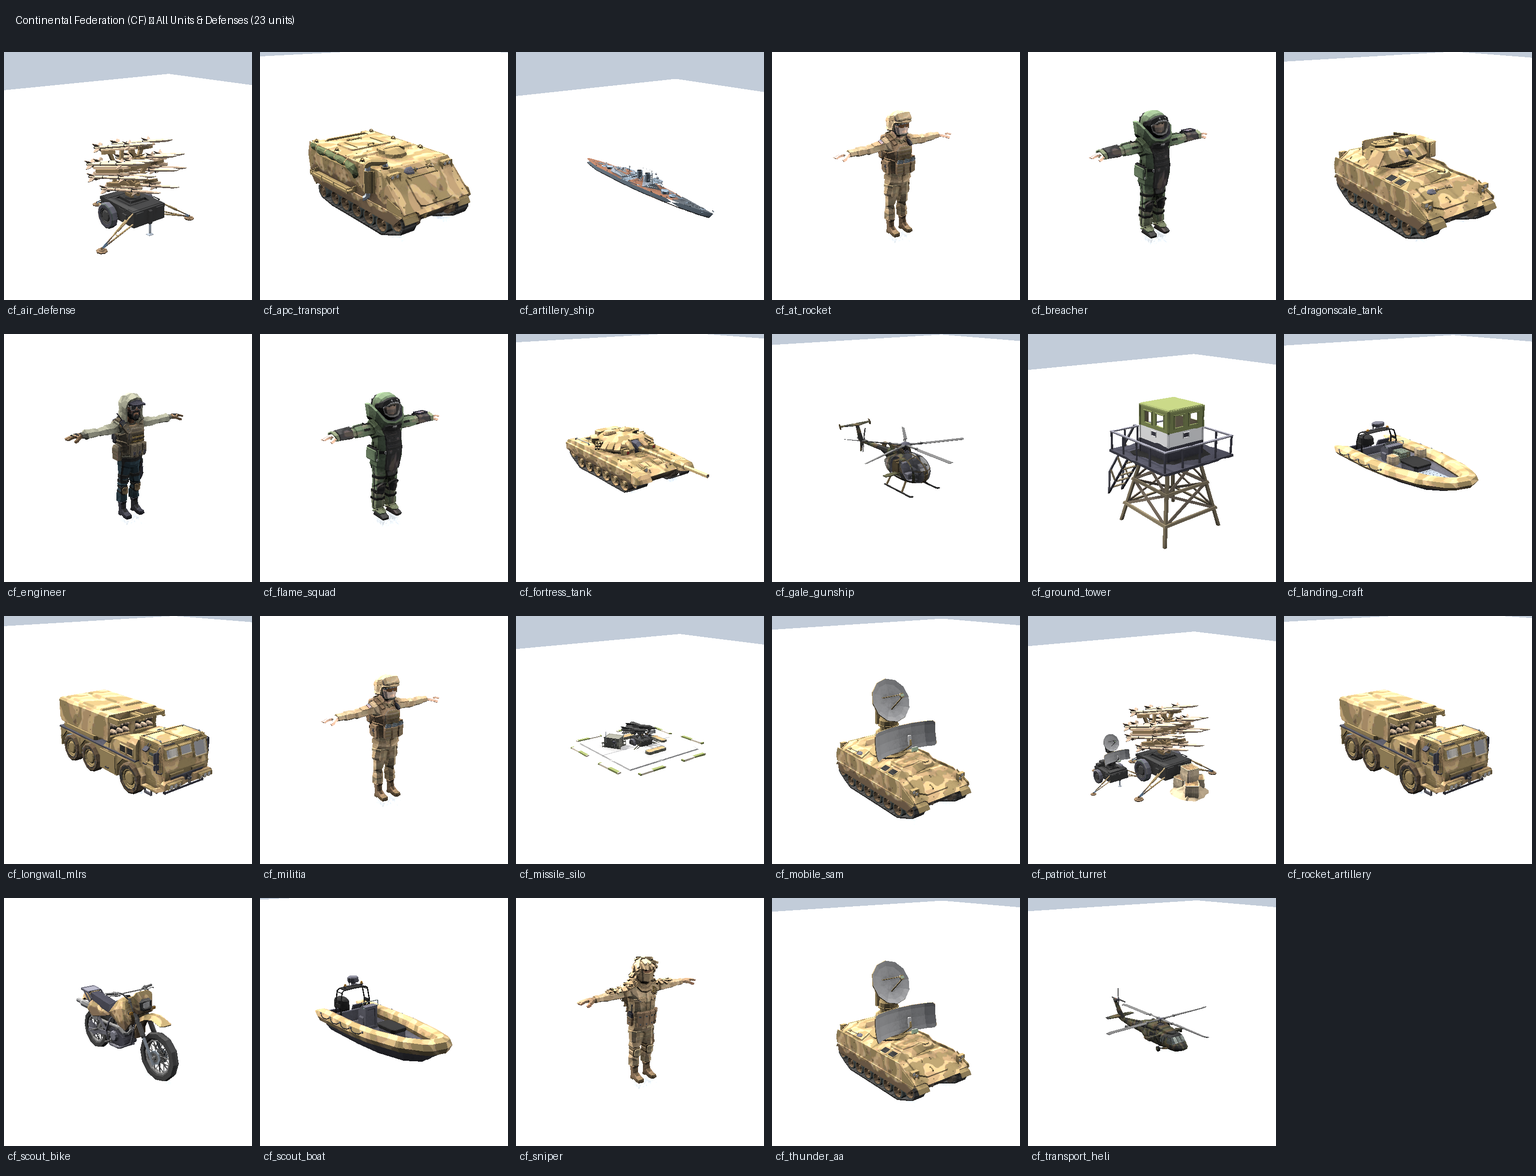 Continental Federation (CF) □ All Units & Defenses (23 units)
cf_air_defense
cf_apc_transport
cf_artillery_ship
cf_at_rocket
cf_breacher
cf_dragonscale_tank
cf_engineer
cf_flame_squad
cf_fortress_tank
cf_gale_gunship
cf_ground_tower
cf_landing_craft
cf_longwall_mlrs
cf_militia
cf_missile_silo
cf_mobile_sam
cf_patriot_turret
cf_rocket_artillery
cf_scout_bike
cf_scout_boat
cf_sniper
cf_thunder_aa
cf_transport_heli